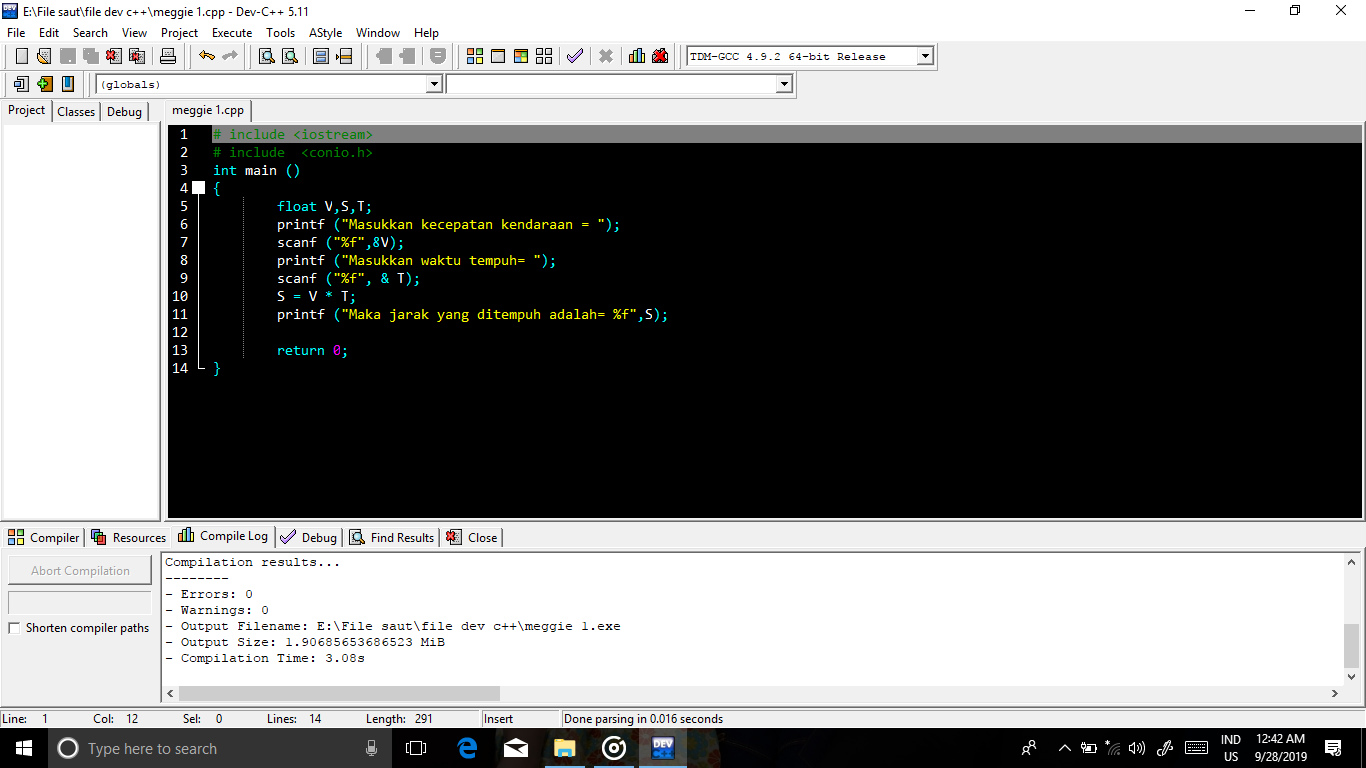 E:\File saut\file dev c++\meggie 1.cpp - Dev-C++ 5.11
File Edit Search View Project Execute Tools AStyle Window Help
TDM-GCC 4.9.2 64-bit Release
(globals)
Project Classes Debug meggie 1.cpp
1 # include <iostream>
2 # include  <conio.h>
3 int main ()
4 {
5 float V,S,T;
6 printf ("Masukkan kecepatan kendaraan = ");
7 scanf ("%f",&V);
8 printf ("Masukkan waktu tempuh= ");
9 scanf ("%f", & T);
10 S = V * T;
11 printf ("Maka jarak yang ditempuh adalah= %f",S);
12
13 return 0;
14 }
Compiler Resources Compile Log Debug Find Results Close
Abort Compilation
Shorten compiler paths
Compilation results...
--------
- Errors: 0
- Warnings: 0
- Output Filename: E:\File saut\file dev c++\meggie 1.exe
- Output Size: 1.90685653686523 MiB
- Compilation Time: 3.08s
Line: 1 Col: 12 Sel: 0 Lines: 14 Length: 291 Insert Done parsing in 0.016 seconds
Type here to search
DEV
IND
US
12:42 AM
9/28/2019